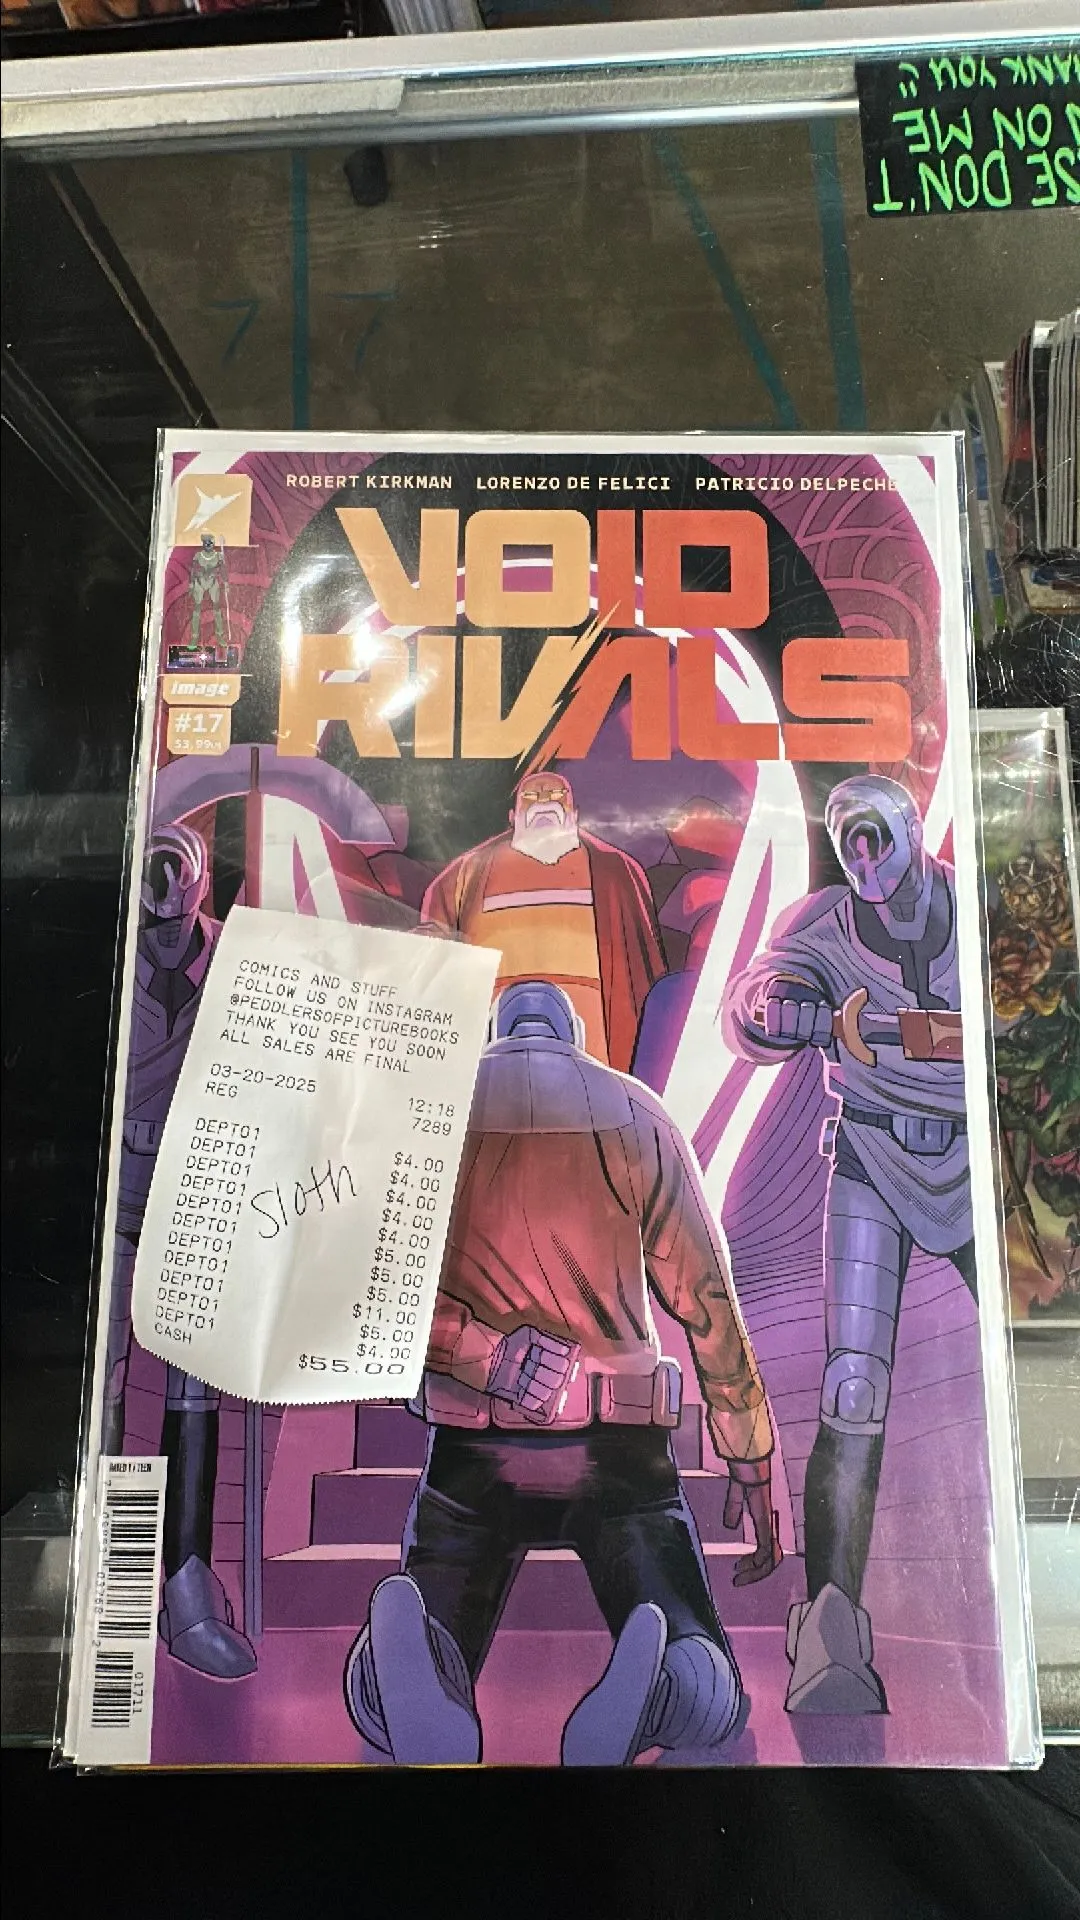 ANK YOU :)
N ON ME
SE DON'T
ROBERT KIRKMAN LORENZO DE FELICI PATRICIO DELPECHE
VOID
RIVALS
image
#17
$3.99
COMICS AND STUFF
FOLLOW US ON INSTAGRAM
@PEDDLERSOFPICTUREBOOKS
THANK YOU SEE YOU SOON
ALL SALES ARE FINAL
03-20-2025 12:18
REG 7289
DEPT01 $4.00
DEPT01 $4.00
DEPT01 $4.00
DEPT01 $4.00
DEPT01 $4.00
DEPT01 $5.00
DEPT01 $5.00
DEPT01 $5.00
DEPT01 $11.00
DEPT01 $5.00
DEPT01 $4.00
CASH $55.00
Sloth
01711